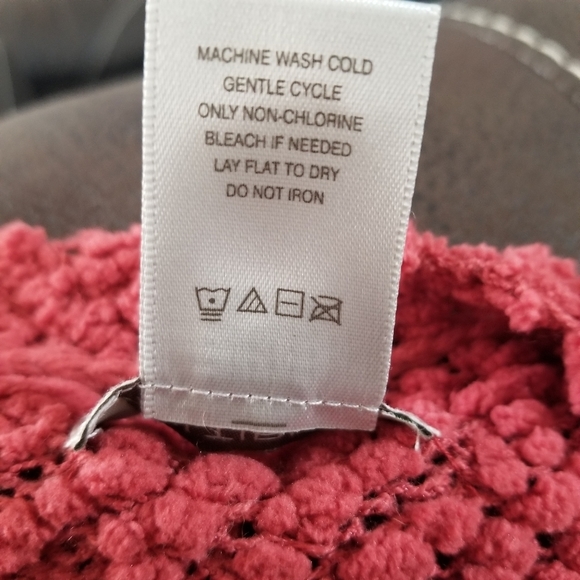 MACHINE WASH COLD
GENTLE CYCLE
ONLY NON-CHLORINE
BLEACH IF NEEDED
LAY FLAT TO DRY
DO NOT IRON